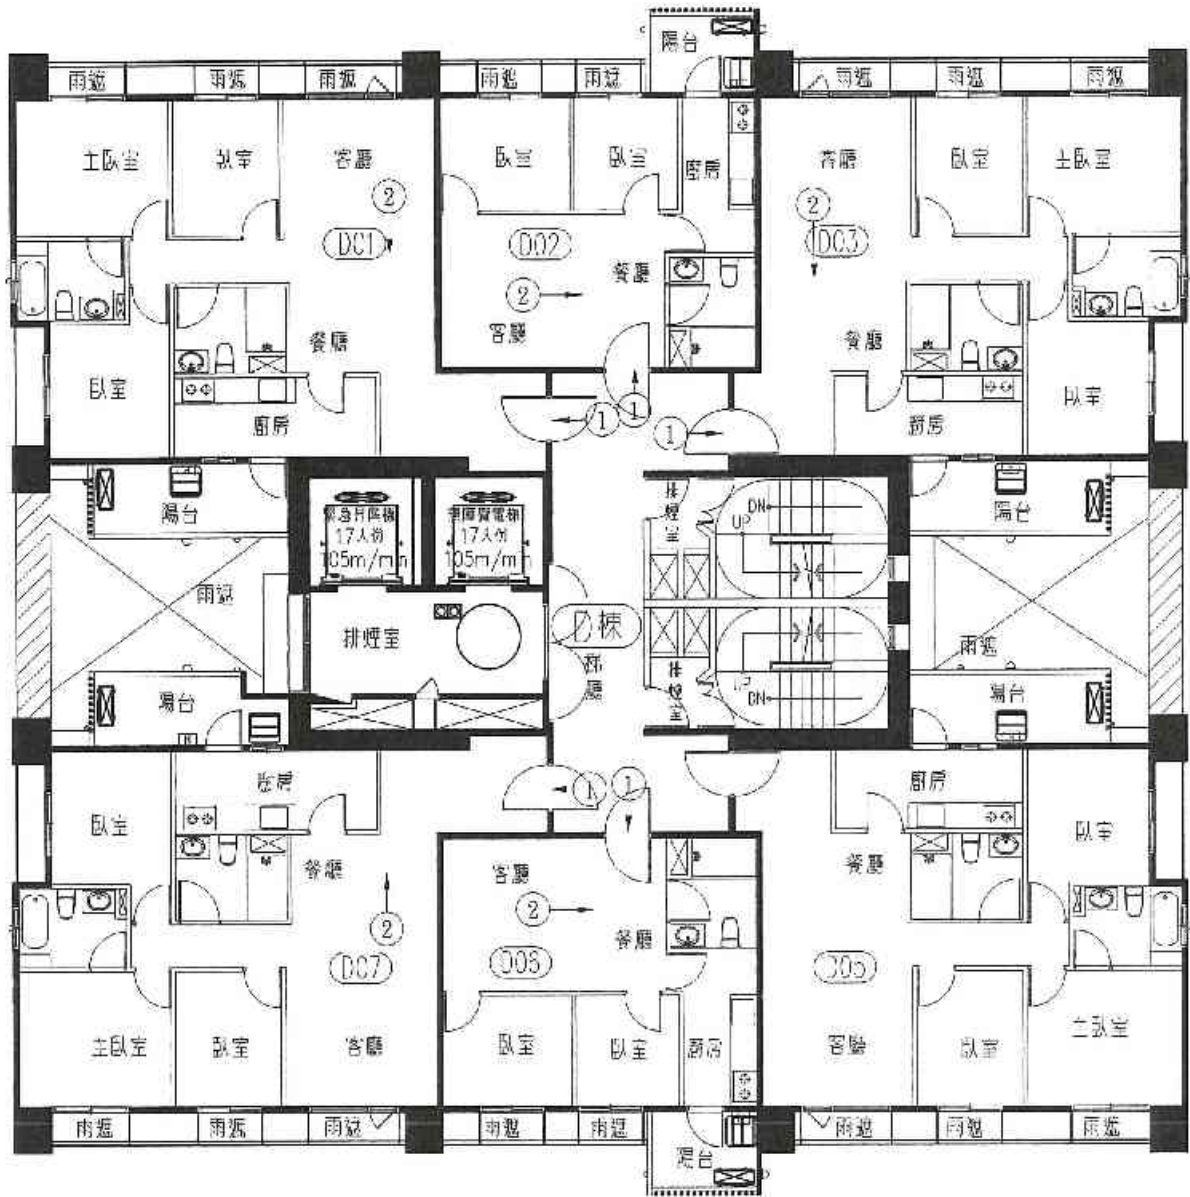 陽台
雨遮 雨遮 雨遮 雨遮 雨遮 雨遮 雨遮 雨遮
主臥室 臥室 客廳 臥室 臥室 廚房 客廳 臥室 主臥室
② ②
D01 D02 D03
餐廳
②
客廳
餐廳 餐廳
臥室 臥室
① ① ①
廚房 廚房
陽台 緊急昇降機 無障礙電梯 排煙室 DN 陽台
17人份 17人份 UP
105m/min 105m/min
雨遮
排煙室 D棟 雨遮
梯廳
陽台 排煙室 UP 陽台
DN
廚房 ① ① 廚房
臥室 臥室
餐廳 客廳 餐廳
② ②
餐廳
D07 D06 D05
主臥室 臥室 客廳 臥室 臥室 廚房 客廳 臥室 主臥室
雨遮 雨遮 雨遮 雨遮 雨遮 雨遮 雨遮 雨遮
陽台